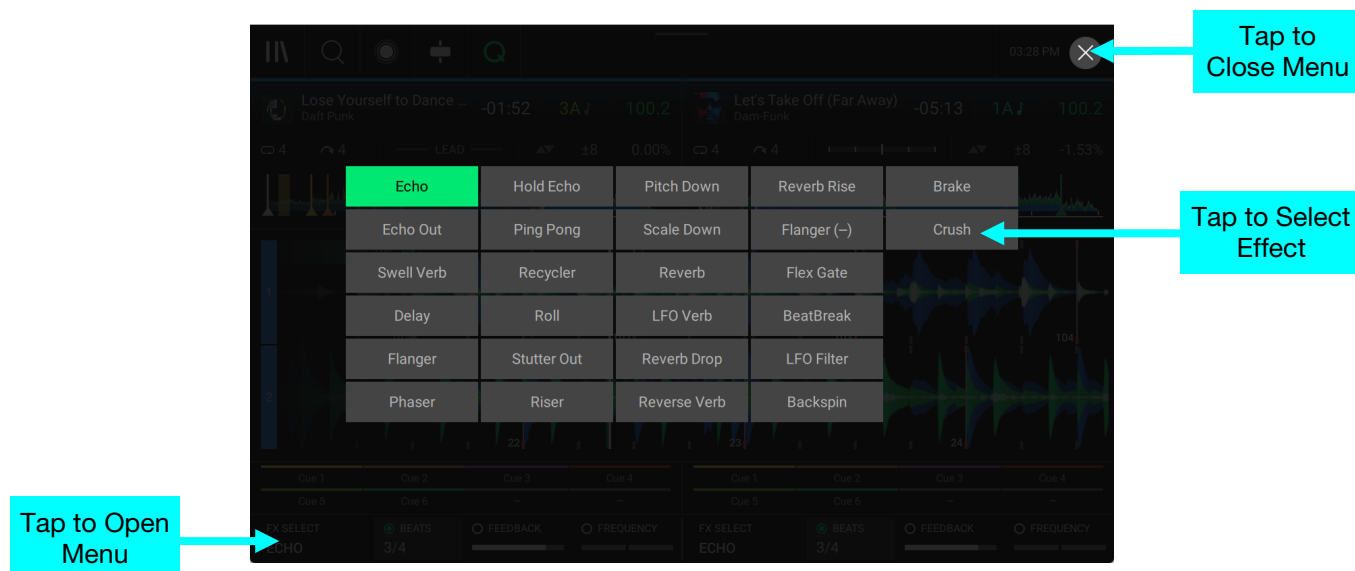 Tap to
Close Menu
03:28 PM
Lose Yourself to Dance ...
Daft Punk
-01:52
3A♪
100.2
Let's Take Off (Far Away)
Dam-Funk
-05:13
1A♪
100.2
4
4
LEAD
±8
0.00%
4
4
±8
-1.53%
Echo
Hold Echo
Pitch Down
Reverb Rise
Brake
Echo Out
Ping Pong
Scale Down
Flanger (–)
Crush
Tap to Select
Effect
Swell Verb
Recycler
Reverb
Flex Gate
1
Delay
Roll
LFO Verb
BeatBreak
104
Flanger
Stutter Out
Reverb Drop
LFO Filter
2
Phaser
Riser
Reverse Verb
Backspin
22
23
24
Cue 1
Cue 2
Cue 3
Cue 4
Cue 1
Cue 2
Cue 3
Cue 4
Cue 5
Cue 6
–
–
Cue 5
Cue 6
–
–
Tap to Open
Menu
FX SELECT
ECHO
BEATS
3/4
FEEDBACK
FREQUENCY
FX SELECT
ECHO
BEATS
3/4
FEEDBACK
FREQUENCY